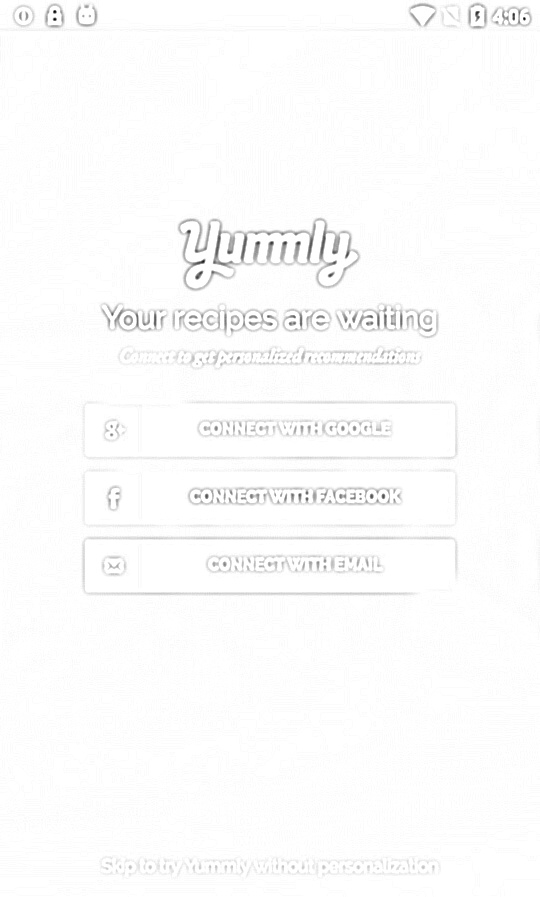 4:06
Yummly
Your recipes are waiting
Connect to get personalized recommendations
g+ CONNECT WITH GOOGLE
f CONNECT WITH FACEBOOK
CONNECT WITH EMAIL
Skip to try Yummly without personalization